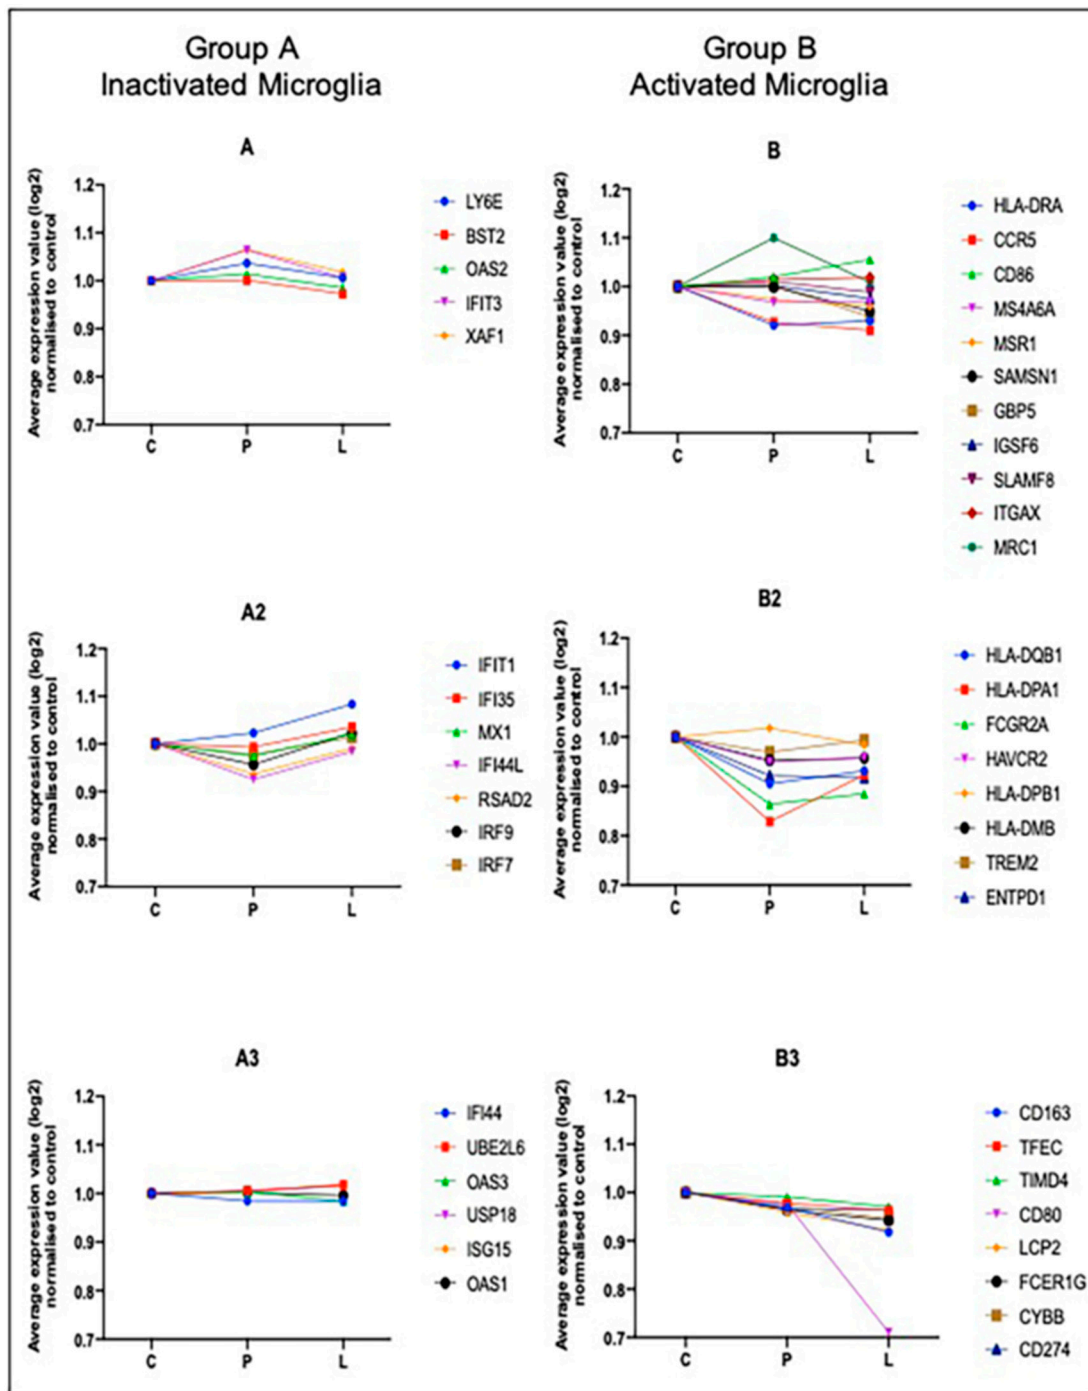 Group A
Inactivated Microglia
Group B
Activated Microglia
A
Average expression value (log2)
normalised to control
1.2
1.1
1.0
0.9
0.8
0.7
C P L
LY6E
BST2
OAS2
IFIT3
XAF1
B
Average expression value (log2)
normalised to control
1.2
1.1
1.0
0.9
0.8
0.7
C P L
HLA-DRA
CCR5
CD86
MS4A6A
MSR1
SAMSN1
GBP5
IGSF6
SLAMF8
ITGAX
MRC1
A2
Average expression value (log2)
normalised to control
1.2
1.1
1.0
0.9
0.8
0.7
C P L
IFIT1
IFI35
MX1
IFI44L
RSAD2
IRF9
IRF7
B2
Average expression value (log2)
normalised to control
1.2
1.1
1.0
0.9
0.8
0.7
C P L
HLA-DQB1
HLA-DPA1
FCGR2A
HAVCR2
HLA-DPB1
HLA-DMB
TREM2
ENTPD1
A3
Average expression value (log2)
normalised to control
1.2
1.1
1.0
0.9
0.8
0.7
C P L
IFI44
UBE2L6
OAS3
USP18
ISG15
OAS1
B3
Average expression value (log2)
normalised to control
1.2
1.1
1.0
0.9
0.8
0.7
C P L
CD163
TFEC
TIMD4
CD80
LCP2
FCER1G
CYBB
CD274